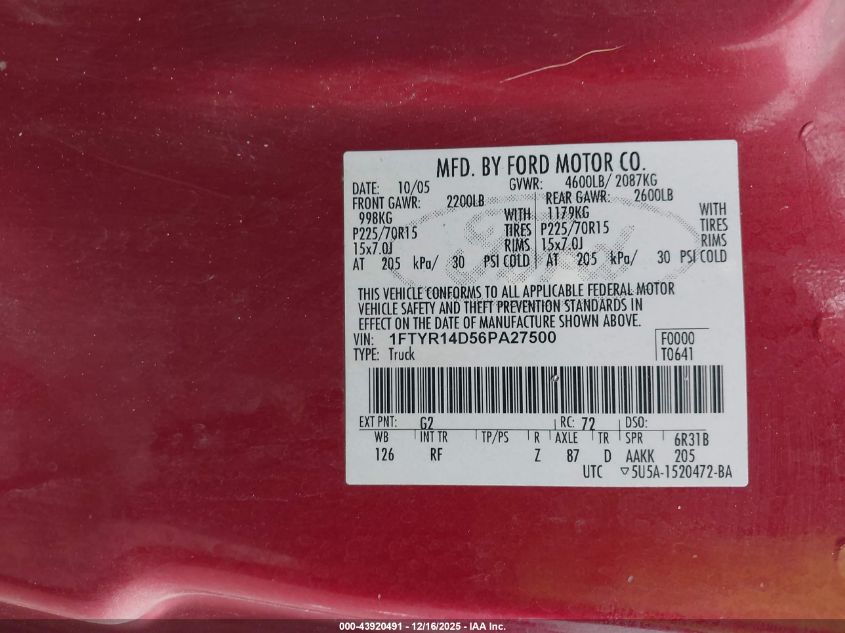 MFD. BY FORD MOTOR CO.
DATE: 10/05 GVWR: 4600LB/ 2087KG
FRONT GAWR: 2200LB REAR GAWR: 2600LB
998KG WITH 1179KG WITH
P225/70R15 TIRES P225/70R15 TIRES
15x7.0J RIMS 15x7.0J RIMS
AT 205 kPa/ 30 PSI COLD AT 205 kPa/ 30 PSI COLD
Ford
THIS VEHICLE CONFORMS TO ALL APPLICABLE FEDERAL MOTOR
VEHICLE SAFETY AND THEFT PREVENTION STANDARDS IN
EFFECT ON THE DATE OF MANUFACTURE SHOWN ABOVE.
VIN: 1FTYR14D56PA27500 F0000
TYPE: Truck T0641
EXT PNT: G2 RC: 72 DSO:
WB INT TR TP/PS R AXLE TR SPR 6R31B
126 RF Z 87 D AAKK 205
UTC ▽5U5A-1520472-BA
000-43920491 - 12/16/2025 - IAA Inc.